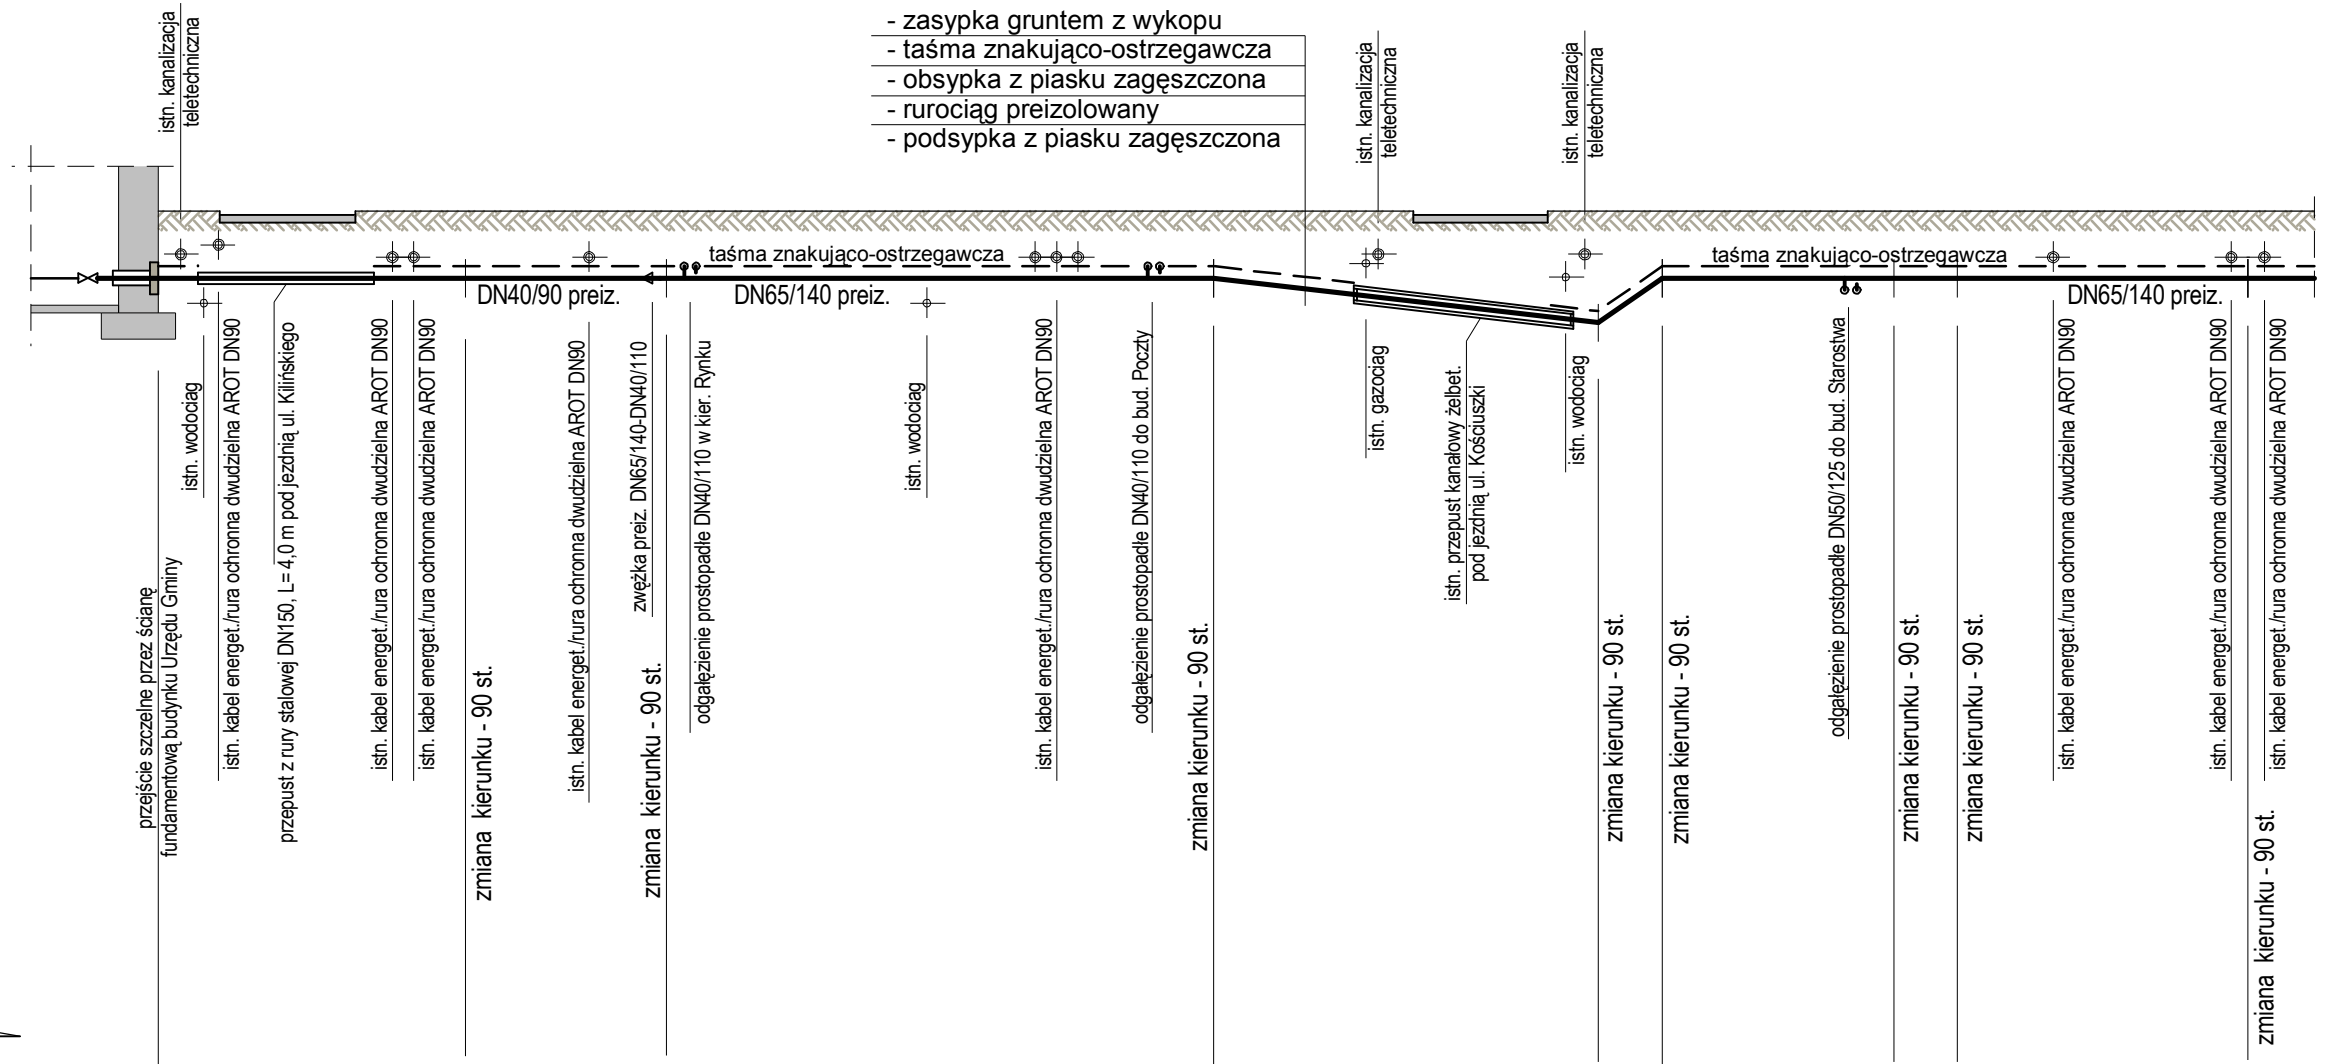 istn. kanalizacja
teletechniczna
- zasypka gruntem z wykopu
- taśma znakująco-ostrzegawcza
- obsypka z piasku zagęszczona
- rurociąg preizolowany
- podsypka z piasku zagęszczona
istn. kanalizacja
teletechniczna
istn. kanalizacja
teletechniczna
taśma znakująco-ostrzegawcza
taśma znakująco-ostrzegawcza
DN40/90 preiz.
DN65/140 preiz.
DN65/140 preiz.
przejście szczelne przez ścianę
fundamentową budynku Urzędu Gminy
istn. wodociag
istn. kabel energet./rura ochronna dwudzielna AROT DN90
przepust z rury stalowej DN150, L= 4,0 m pod jezdnią ul. Kilińskiego
istn. kabel energet./rura ochronna dwudzielna AROT DN90
istn. kabel energet./rura ochronna dwudzielna AROT DN90
zmiana kierunku - 90 st.
istn. kabel energet./rura ochronna dwudzielna AROT DN90
zwężka preiz. DN65/140-DN40/110
zmiana kierunku - 90 st.
odgałęzienie prostopadłe DN40/110 w kier. Rynku
istn. wodociag
istn. kabel energet./rura ochronna dwudzielna AROT DN90
odgałęzienie prostopadłe DN40/110 do bud. Poczty
zmiana kierunku - 90 st.
istn. gazociag
istn. przepust kanałowy żelbet.
pod jezdnią ul. Kościuszki
istn. wodociag
zmiana kierunku - 90 st.
zmiana kierunku - 90 st.
odgałęzienie prostopadłe DN50/125 do bud. Starostwa
zmiana kierunku - 90 st.
zmiana kierunku - 90 st.
istn. kabel energet./rura ochronna dwudzielna AROT DN90
istn. kabel energet./rura ochronna dwudzielna AROT DN90
zmiana kierunku - 90 st.
istn. kabel energet./rura ochronna dwudzielna AROT DN90